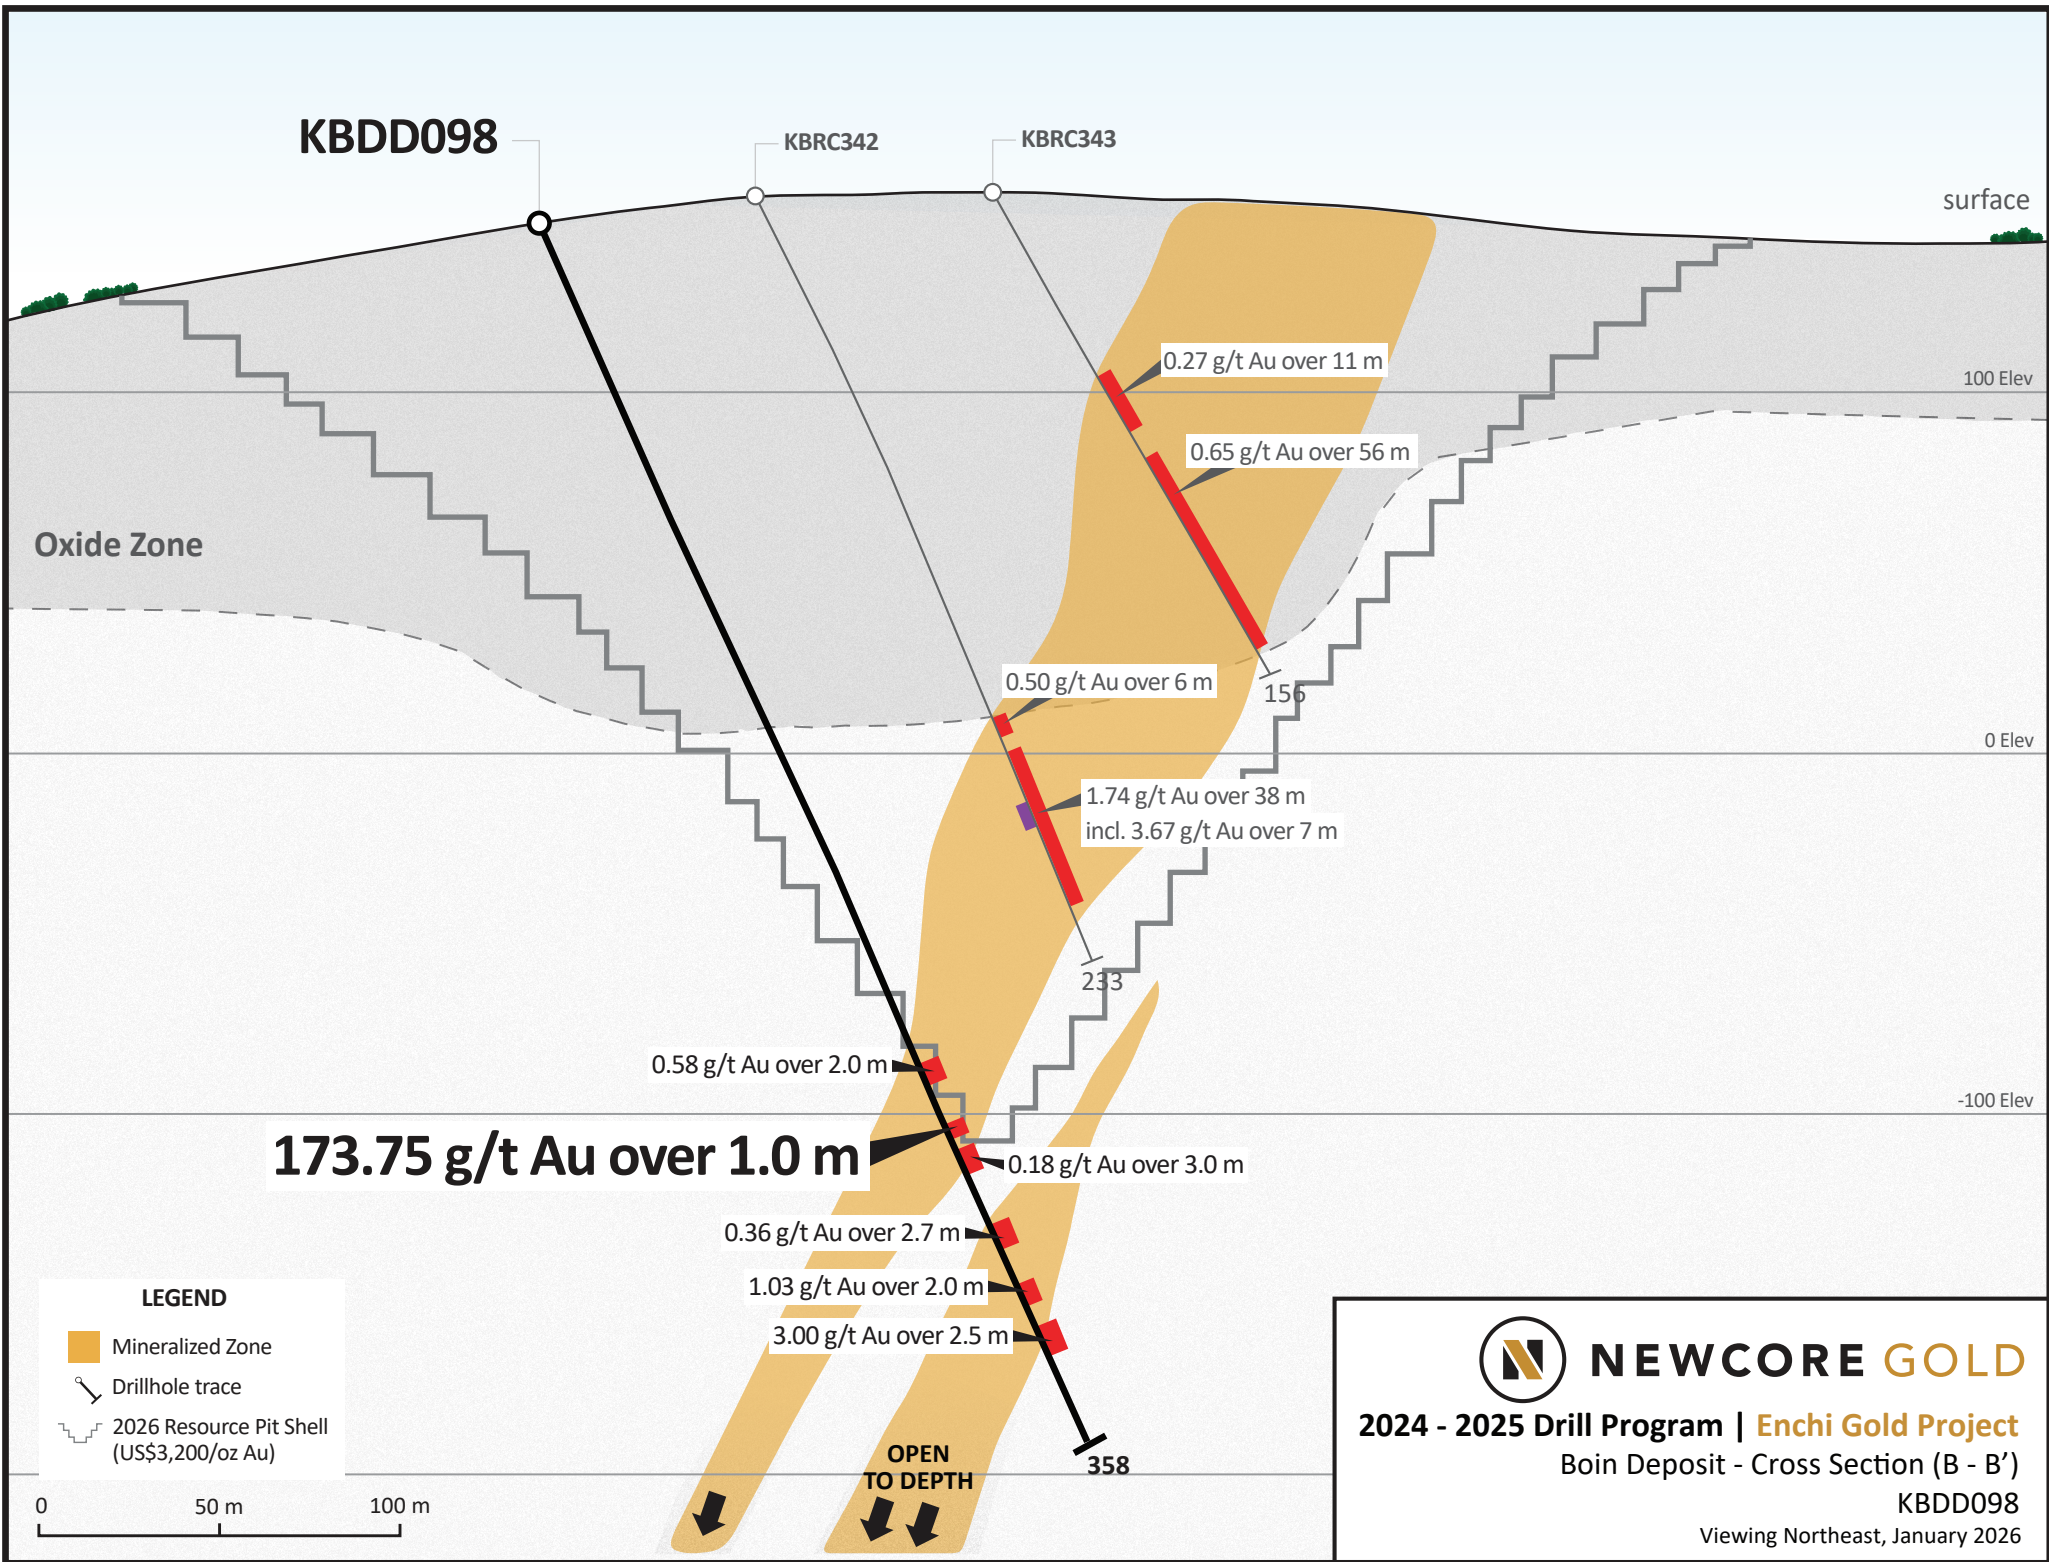 KBDD098
KBRC342
KBRC343
surface
0.27 g/t Au over 11 m
100 Elev
0.65 g/t Au over 56 m
Oxide Zone
0.50 g/t Au over 6 m
156
0 Elev
1.74 g/t Au over 38 m
incl. 3.67 g/t Au over 7 m
233
0.58 g/t Au over 2.0 m
-100 Elev
173.75 g/t Au over 1.0 m
0.18 g/t Au over 3.0 m
0.36 g/t Au over 2.7 m
1.03 g/t Au over 2.0 m
3.00 g/t Au over 2.5 m
358
OPEN
TO DEPTH
LEGEND
Mineralized Zone
Drillhole trace
2026 Resource Pit Shell
(US$3,200/oz Au)
0 50 m 100 m
N NEWCORE GOLD
2024 - 2025 Drill Program | Enchi Gold Project
Boin Deposit - Cross Section (B - B’)
KBDD098
Viewing Northeast, January 2026